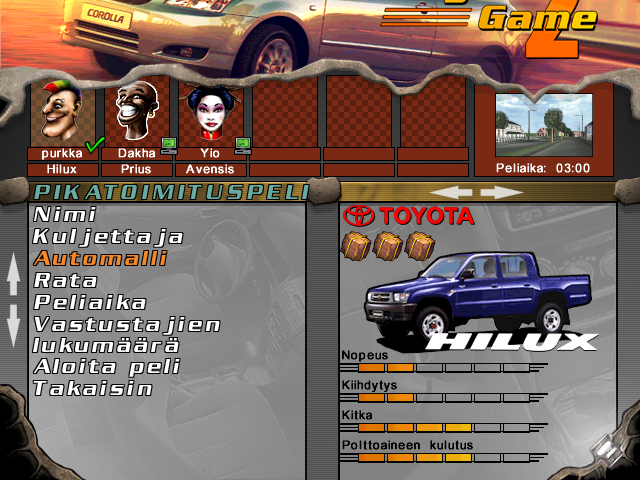 COROLLA
Game
2
purkka Dakha Yio
Hilux Prius Avensis
Peliaika: 03:00
PIKATOIMITUSPELI
Nimi
Kuljettaja
Automalli
Rata
Peliaika
Vastustajien
lukumäärä
Aloita peli
Takaisin
TOYOTA
HILUX
Nopeus
Kiihdytys
Kitka
Polttoaineen kulutus